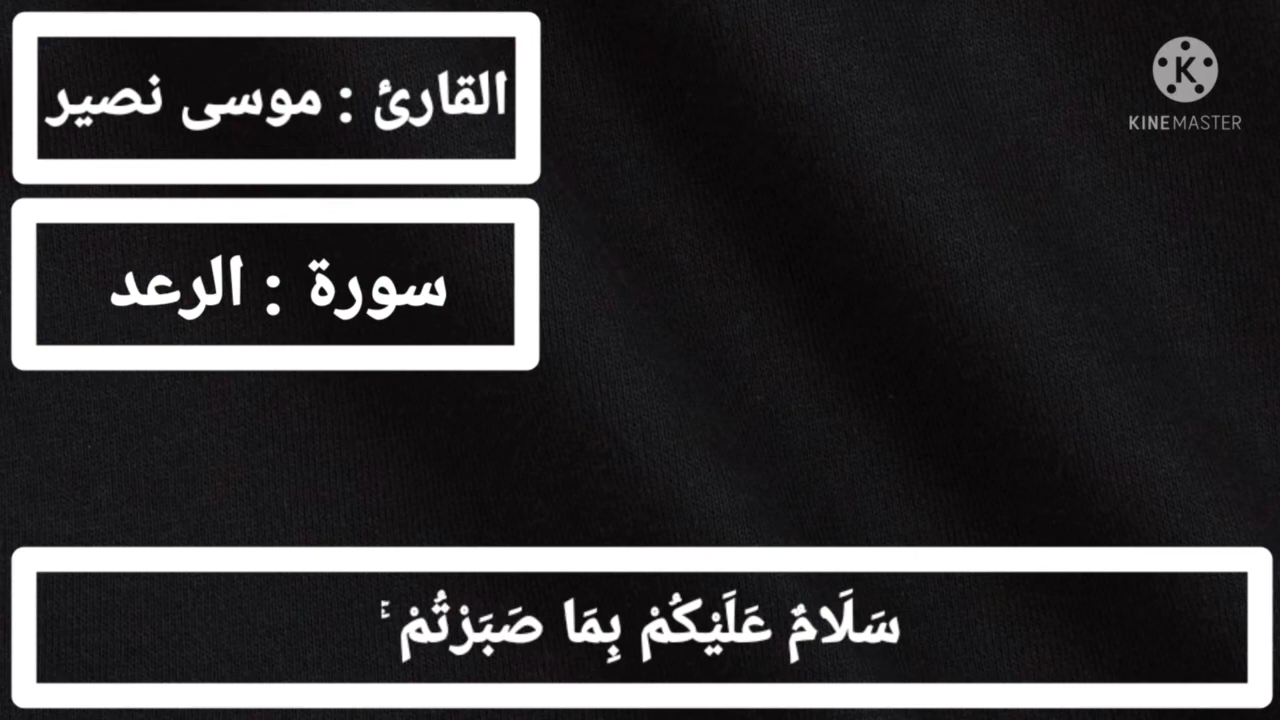 القارئ : موسى نصير
K
KINEMASTER
سورة : الرعد
سَلَامٌ عَلَيْكُمْ بِمَا صَبَرْتُمْ ۚ